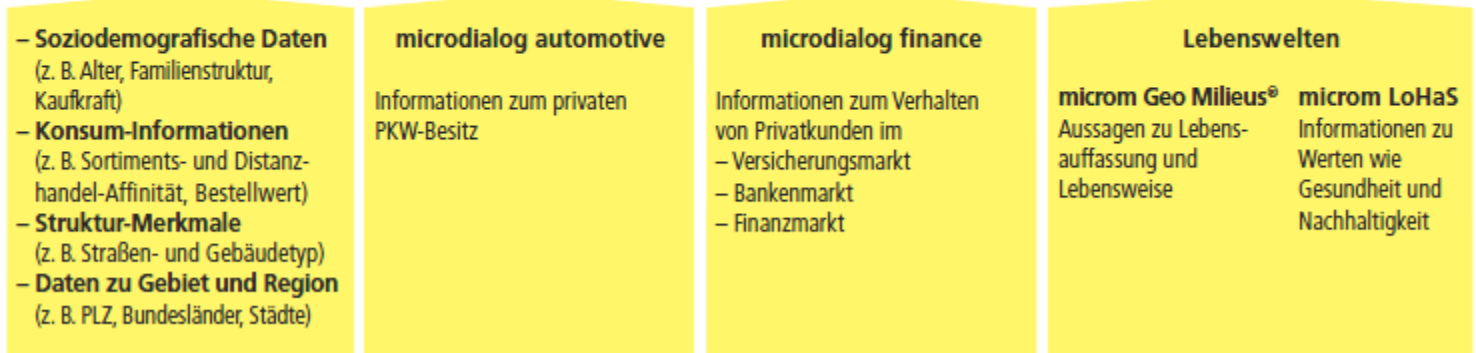 – Soziodemografische Daten
(z. B. Alter, Familienstruktur,
Kaufkraft)
– Konsum-Informationen
(z. B. Sortiments- und Distanz-
handel-Affinität, Bestellwert)
– Struktur-Merkmale
(z. B. Straßen- und Gebäudetyp)
– Daten zu Gebiet und Region
(z. B. PLZ, Bundesländer, Städte)
microdialog automotive
Informationen zum privaten
PKW-Besitz
microdialog finance
Informationen zum Verhalten
von Privatkunden im
– Versicherungsmarkt
– Bankenmarkt
– Finanzmarkt
Lebenswelten
microm Geo Milieus®
Aussagen zu Lebens-
auffassung und
Lebensweise
microm LoHaS
Informationen zu
Werten wie
Gesundheit und
Nachhaltigkeit